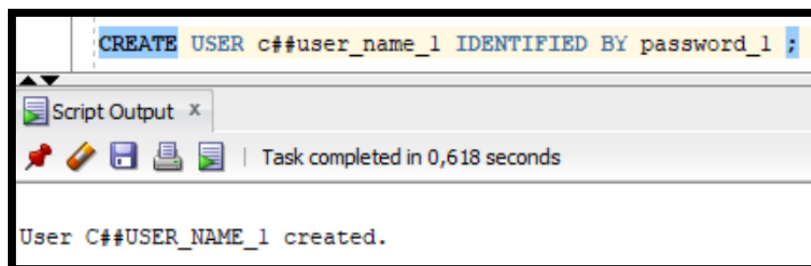 CREATE USER c##user_name_1 IDENTIFIED BY password_1 ;
Script Output x
Task completed in 0,618 seconds
User C##USER_NAME_1 created.